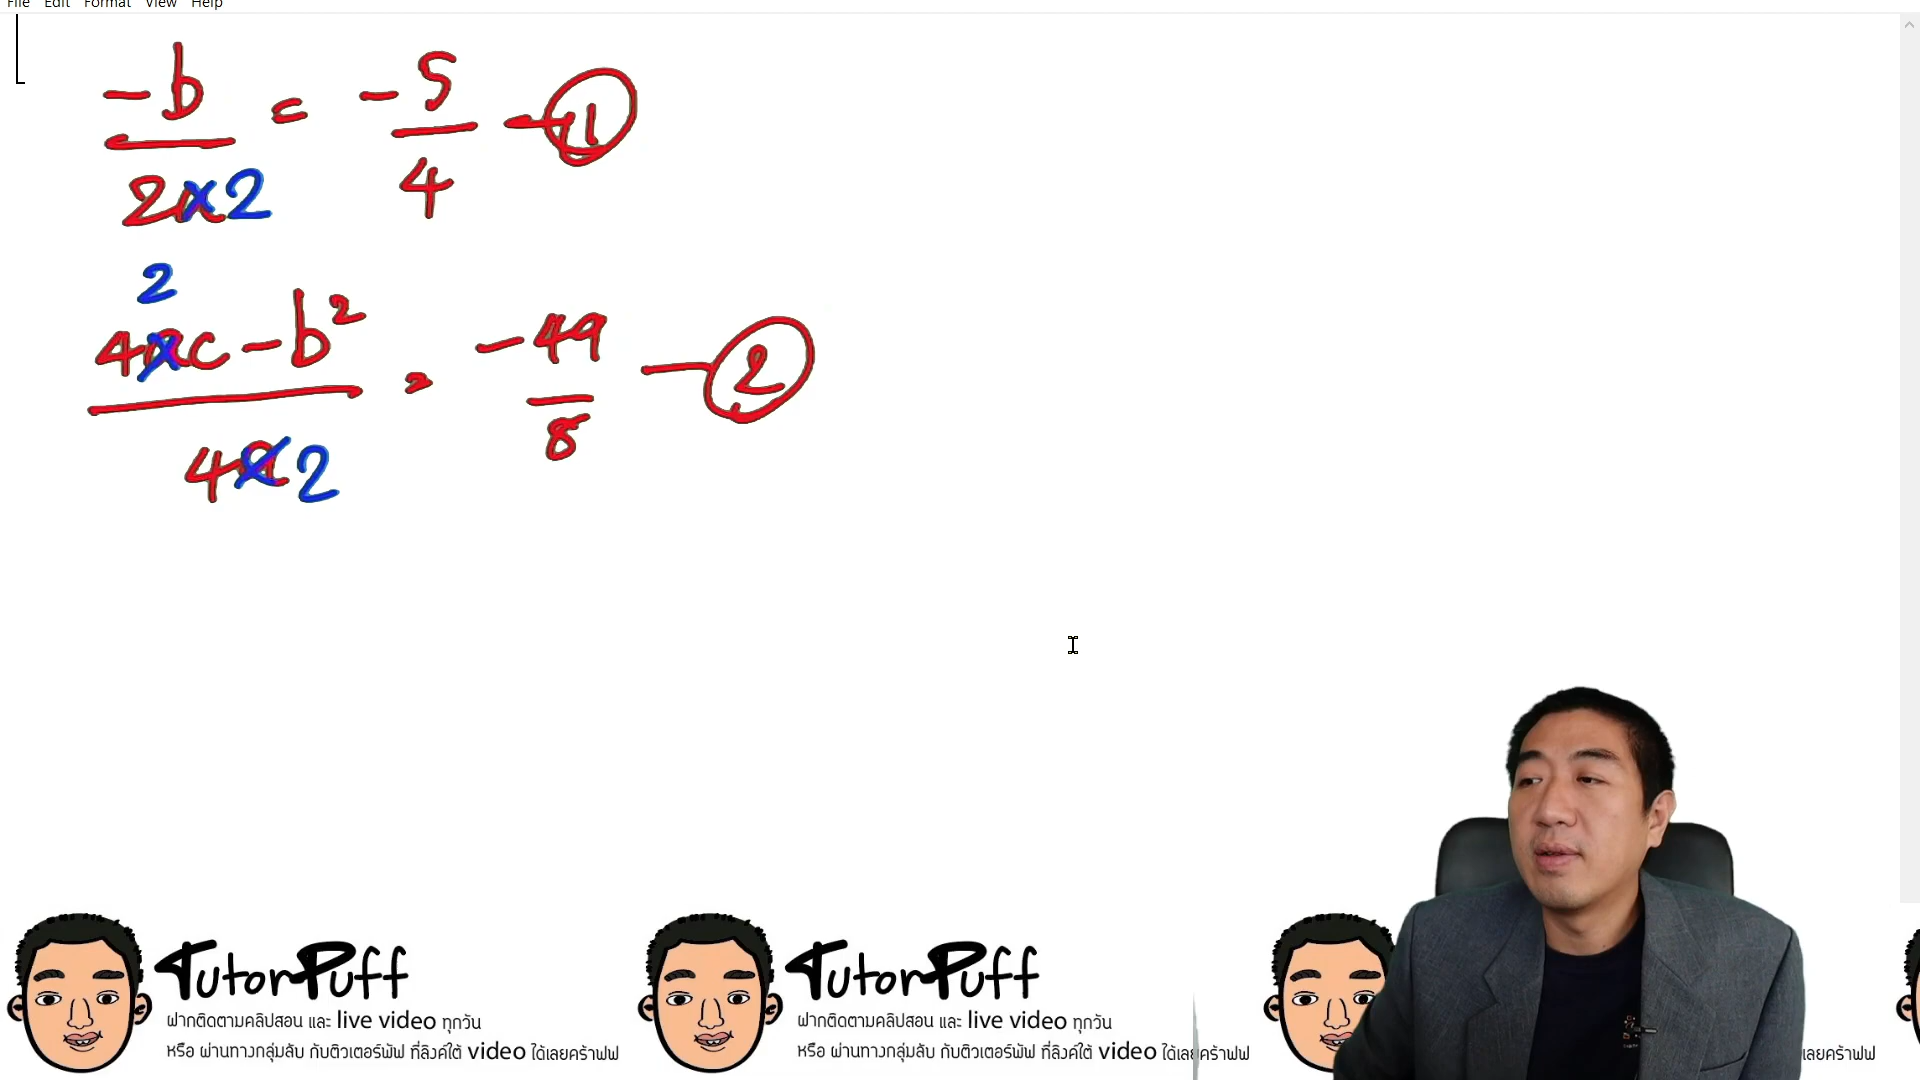 File Edit Format View Help
-b = -5 — 1
2a 2 4
2
4ac - b² = -49 — 2
4a 2 8
TutorPuff TutorPuff
ฝากติดตามคลิปสอน และ live video ทุกวัน ฝากติดตามคลิปสอน และ live video ทุกวัน
หรือ ผ่านทางกลุ่มลับ กับติวเตอร์พัฟ ที่ลิงค์ใต้ video ได้เลยคร้าฟฟ หรือ ผ่านทางกลุ่มลับ กับติวเตอร์พัฟ ที่ลิงค์ใต้ video ได้เลยคร้าฟฟ เลยคร้าฟฟ